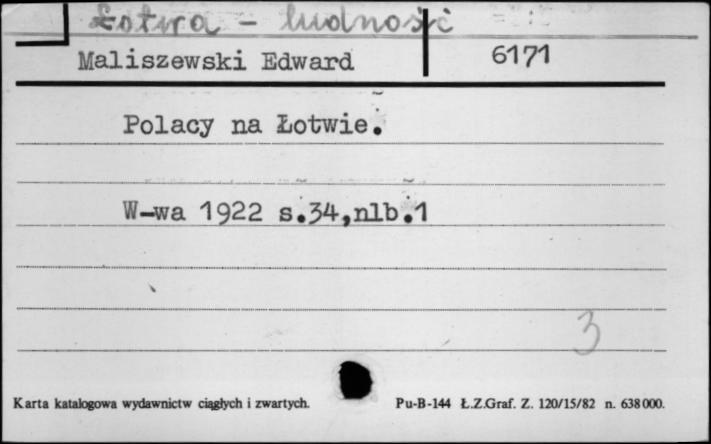 Łotwa - ludność
Maliszewski Edward 6171
Polacy na Łotwie.
W-wa 1922 s.34,nlb.1
3
Karta katalogowa wydawnictw ciągłych i zwartych. Pu-B-144 Ł.Z.Graf. Z. 120/15/82 n. 638000.